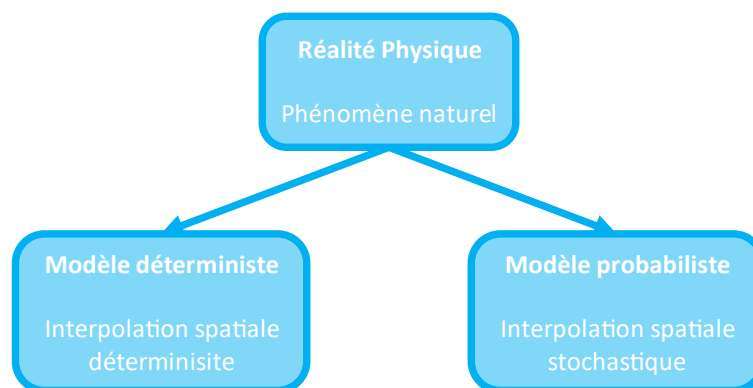 Réalité Physique
Phénomène naturel
Modèle déterministe
Interpolation spatiale
déterminisite
Modèle probabiliste
Interpolation spatiale
stochastique